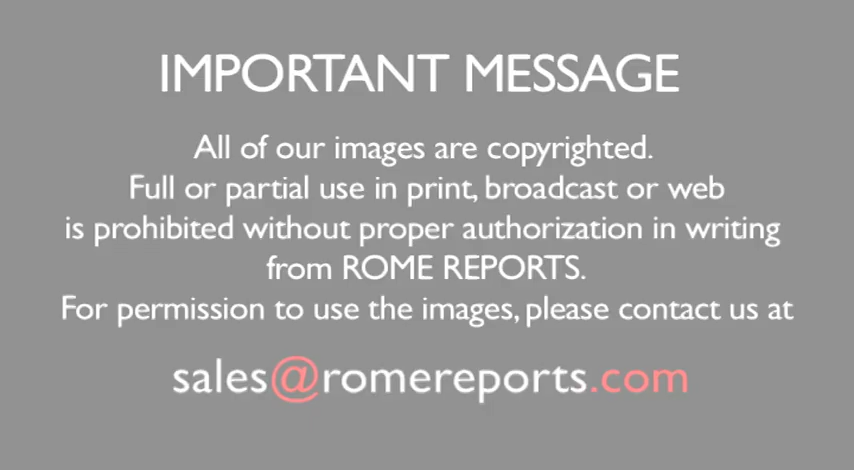 IMPORTANT MESSAGE
All of our images are copyrighted.
Full or partial use in print, broadcast or web
is prohibited without proper authorization in writing
from ROME REPORTS.
For permission to use the images, please contact us at
sales@romereports.com